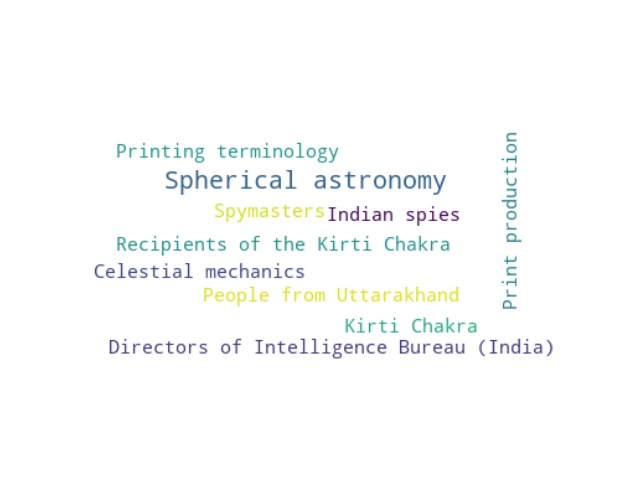 Printing terminology
Spherical astronomy
Spymasters
Indian spies
Recipients of the Kirti Chakra
Celestial mechanics
People from Uttarakhand
Kirti Chakra
Directors of Intelligence Bureau (India)
Print production